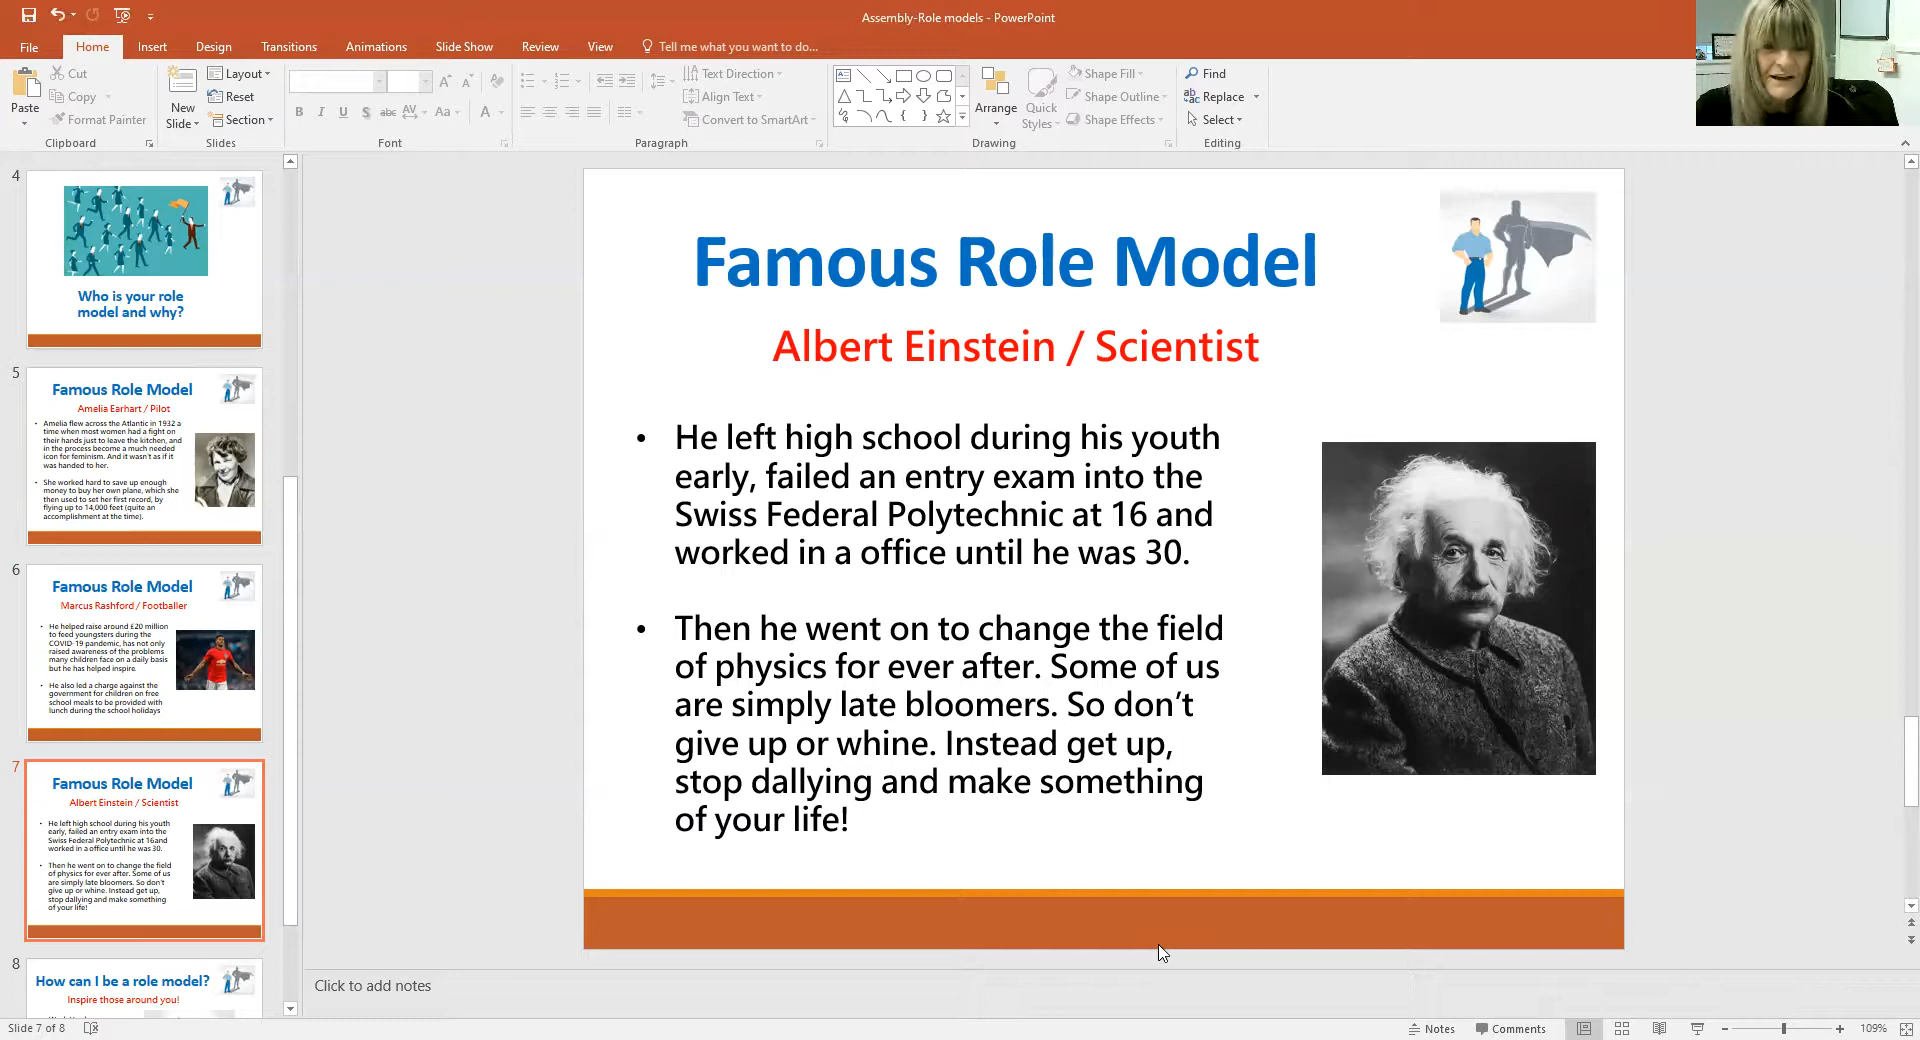 Assembly-Role models - PowerPoint
File Home Insert Design Transitions Animations Slide Show Review View Tell me what you want to do...
Paste
Cut
Copy
Format Painter
Clipboard
New Slide
Layout
Reset
Section
Slides
B I U S abc AV Aa A
Font
Text Direction
Align Text
Convert to SmartArt
Paragraph
Arrange
Quick Styles
Shape Fill
Shape Outline
Shape Effects
Drawing
Find
Replace
Select
Editing
4
Who is your role
model and why?
5
Famous Role Model
Amelia Earhart / Pilot
• Amelia flew across the Atlantic in 1932 a
time when most women had a fight on
their hands just to leave the kitchen, and
in the process become a much needed
icon for feminism. And it wasn't as if it
was handed to her.
• She worked hard to save up enough
money to buy her own plane, which she
then used to set her first record, by
flying up to 14,000 feet (quite an
accomplishment at the time).
6
Famous Role Model
Marcus Rashford / Footballer
• He helped raise around £20 million
to feed youngsters during the
COVID-19 pandemic, has not only
raised awareness of the problems
many children face on a daily basis
but he has helped inspire.
• He also led a charge against the
government for children on free
school meals to be provided with
lunch during the school holidays
7
Famous Role Model
Albert Einstein / Scientist
• He left high school during his youth
early, failed an entry exam into the
Swiss Federal Polytechnic at 16 and
worked in a office until he was 30.
• Then he went on to change the field
of physics for ever after. Some of us
are simply late bloomers. So don't
give up or whine. Instead get up,
stop dallying and make something
of your life!
8
How can I be a role model?
Inspire those around you!
Famous Role Model
Albert Einstein / Scientist
• He left high school during his youth
early, failed an entry exam into the
Swiss Federal Polytechnic at 16 and
worked in a office until he was 30.
• Then he went on to change the field
of physics for ever after. Some of us
are simply late bloomers. So don’t
give up or whine. Instead get up,
stop dallying and make something
of your life!
Click to add notes
Slide 7 of 8
Notes
Comments
109%